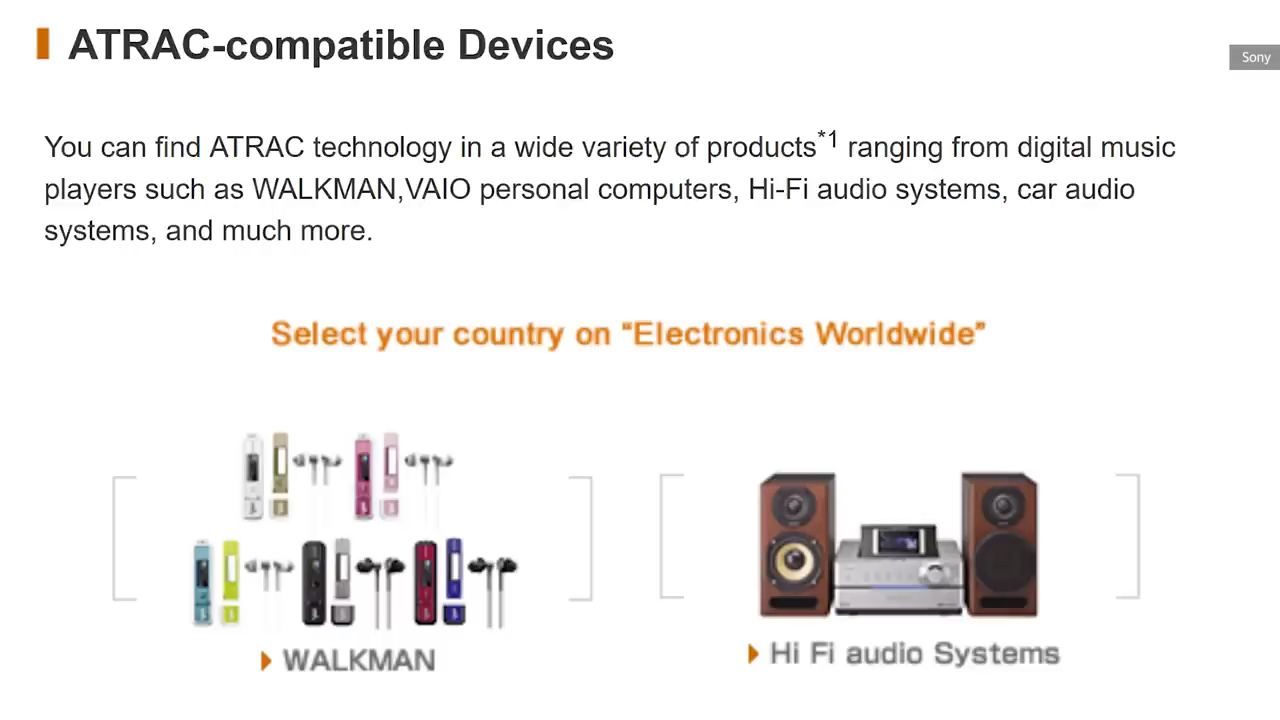 ATRAC-compatible Devices
Sony
You can find ATRAC technology in a wide variety of products*1 ranging from digital music
players such as WALKMAN,VAIO personal computers, Hi-Fi audio systems, car audio
systems, and much more.
Select your country on “Electronics Worldwide”
WALKMAN
Hi Fi audio Systems